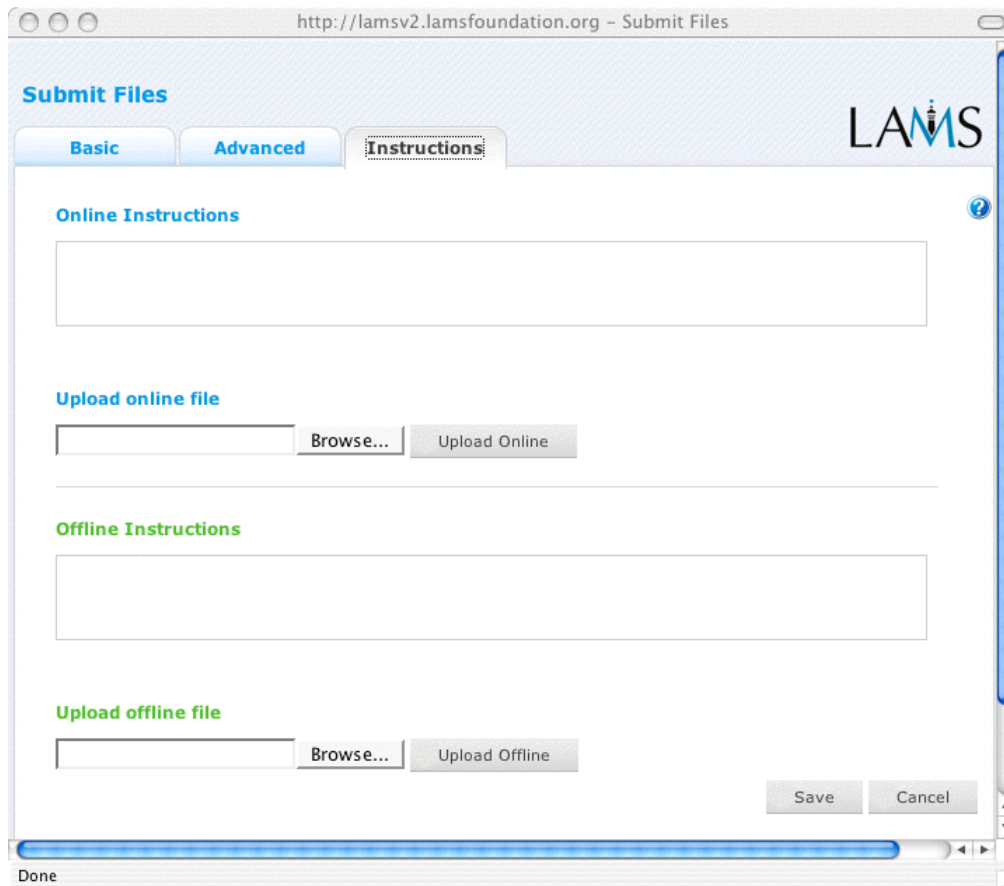 http://lamsv2.lamsfoundation.org – Submit Files
Submit Files
LAMS
Basic Advanced Instructions
Online Instructions
?
Upload online file
Browse... Upload Online
Offline Instructions
Upload offline file
Browse... Upload Offline
Save Cancel
Done